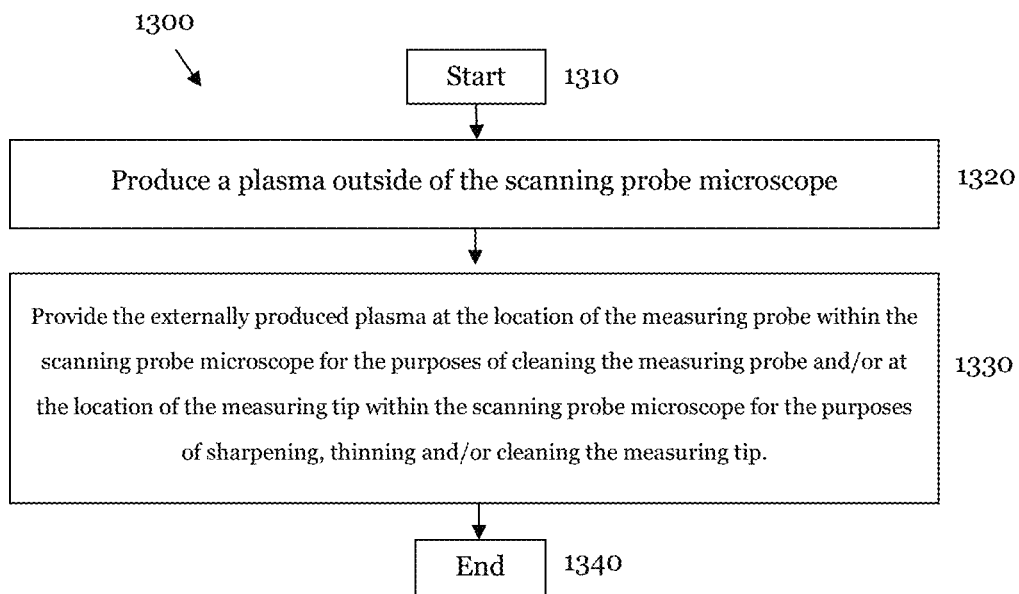 1300
Start
1310
Produce a plasma outside of the scanning probe microscope
1320
Provide the externally produced plasma at the location of the measuring probe within the
scanning probe microscope for the purposes of cleaning the measuring probe and/or at
the location of the measuring tip within the scanning probe microscope for the purposes
of sharpening, thinning and/or cleaning the measuring tip.
1330
End
1340